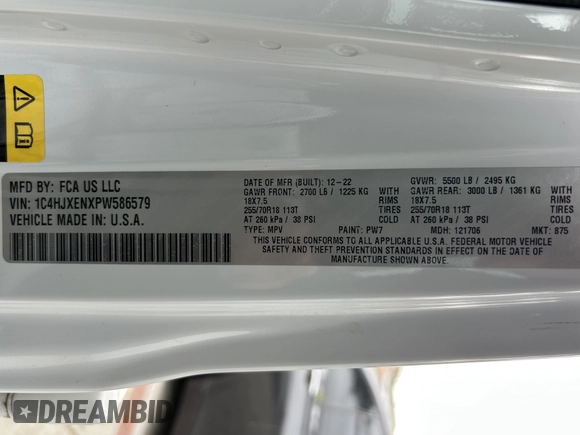 MFD BY: FCA US LLC
VIN: 1C4HJXENXPW586579
VEHICLE MADE IN U.S.A.
DATE OF MFR (BUILT): 12-22 GVWR: 5500 LB / 2495 KG
GAWR FRONT: 2700 LB / 1225 KG GAWR REAR: 3000 LB / 1361 KG
18X7.5 RIMS 18X7.5 RIMS
255/70R18 113T TIRES 255/70R18 113T TIRES
AT 260 kPa / 38 PSI COLD AT 260 kPa / 38 PSI COLD
TYPE: MPV PAINT: PW7 MDH: 121706 MKT: 875
THIS VEHICLE CONFORMS TO ALL APPLICABLE U.S.A. FEDERAL MOTOR VEHICLE
SAFETY AND THEFT PREVENTION STANDARDS IN EFFECT ON THE DATE OF
MANUFACTURE SHOWN ABOVE.
DREAMBID